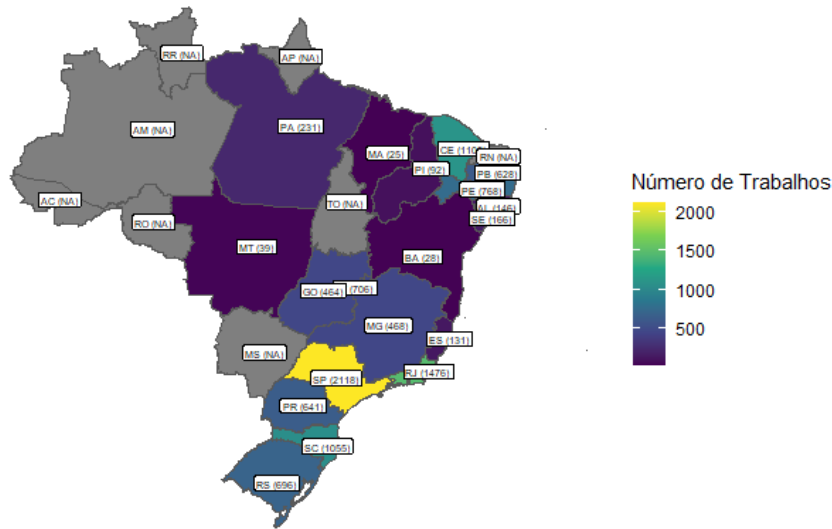 RR (NA)
AP (NA)
AM (NA)
PA (231)
MA (25)
CE (110
RN (NA)
PI (92)
PB (628)
PE (768)
AL (146)
SE (166)
AC (NA)
RO (NA)
TO (NA)
MT (39)
BA (28)
GO (464)
706)
MG (468)
ES (131)
MS (NA)
RJ (1476)
SP (2118)
PR (641)
SC (1055)
RS (696)
Número de Trabalhos
2000
1500
1000
500